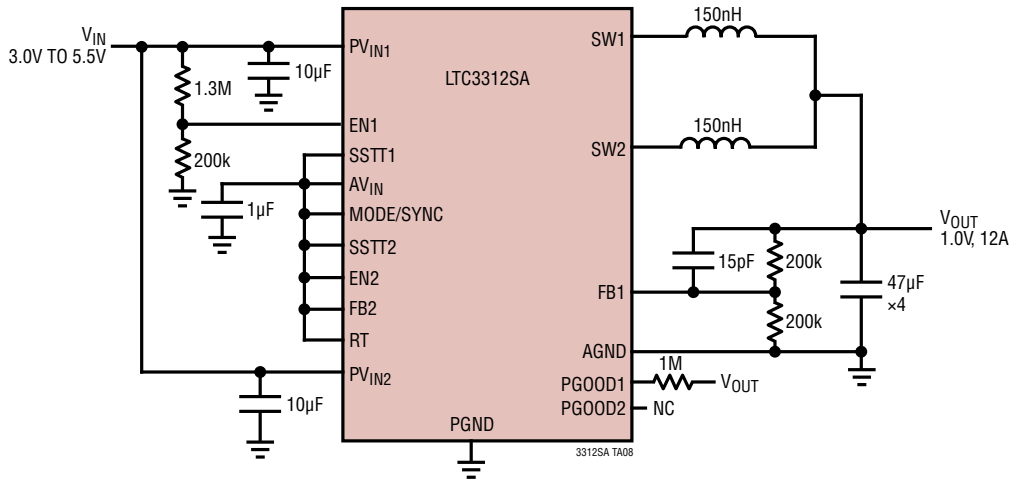 V_IN
3.0V TO 5.5V
1.3M
200k
10µF
1µF
10µF
PV_IN1
EN1
SSTT1
AV_IN
MODE/SYNC
SSTT2
EN2
FB2
RT
PV_IN2
LTC3312SA
PGND
SW1
SW2
FB1
AGND
PGOOD1
PGOOD2
150nH
150nH
15pF
200k
200k
47µF
×4
V_OUT
1.0V, 12A
1M
V_OUT
NC
3312SA TA08